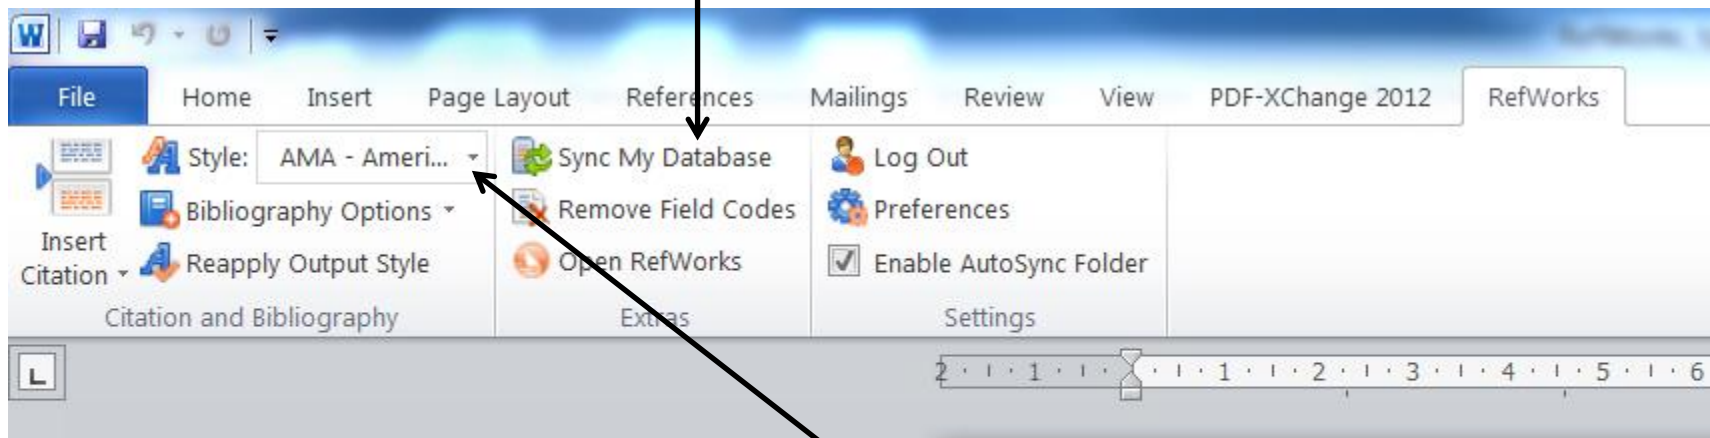 W
File Home Insert Page Layout References Mailings Review View PDF-XChange 2012 RefWorks
Style: AMA - Ameri... Sync My Database Log Out
Bibliography Options Remove Field Codes Preferences
Insert
Citation Reapply Output Style Open RefWorks Enable AutoSync Folder
Citation and Bibliography Extras Settings
L 2 1 1 2 3 4 5 6